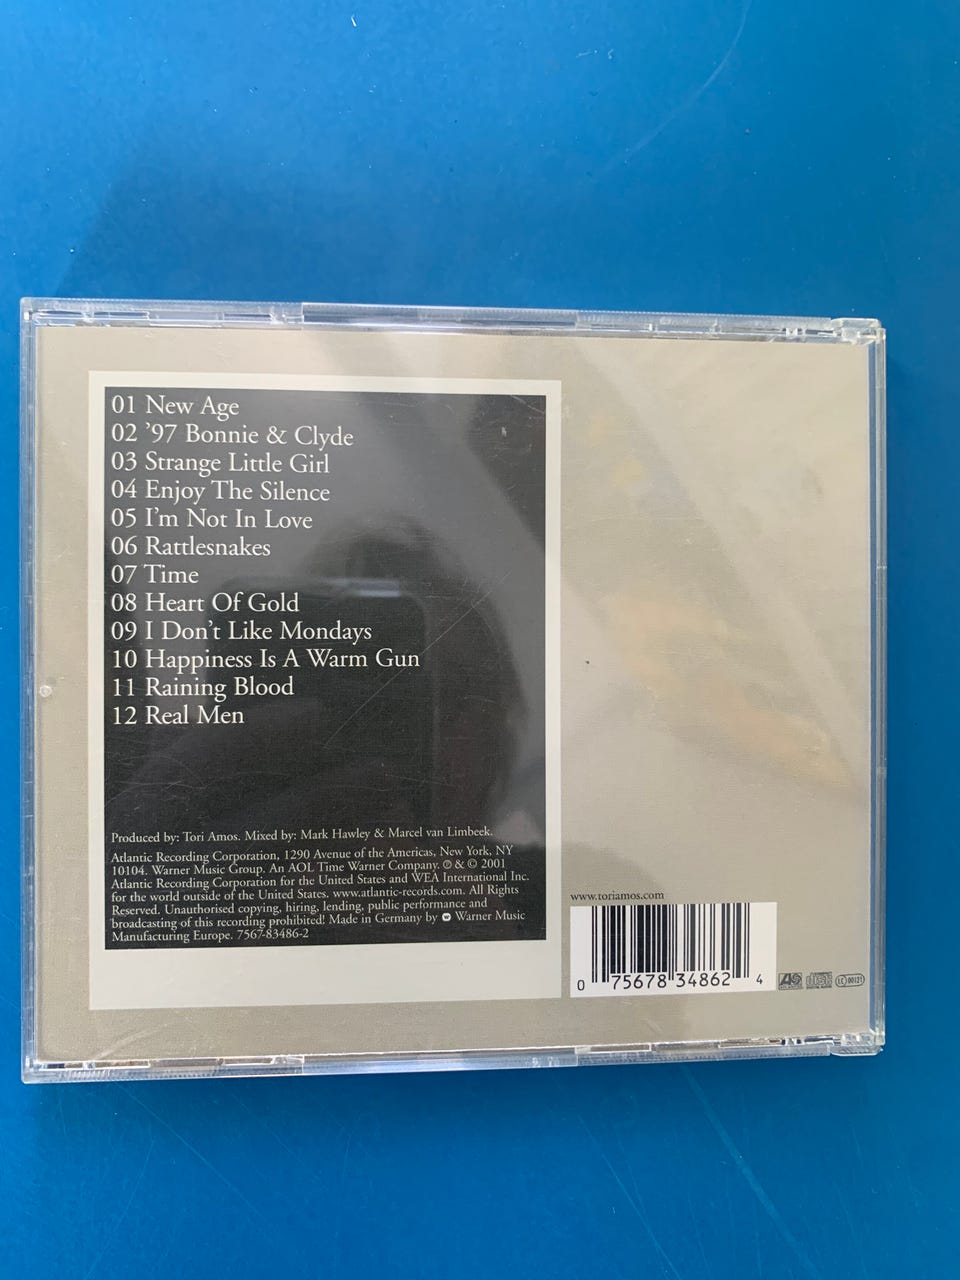 01 New Age
02 ’97 Bonnie & Clyde
03 Strange Little Girl
04 Enjoy The Silence
05 I’m Not In Love
06 Rattlesnakes
07 Time
08 Heart Of Gold
09 I Don’t Like Mondays
10 Happiness Is A Warm Gun
11 Raining Blood
12 Real Men
Produced by: Tori Amos. Mixed by: Mark Hawley & Marcel van Limbeek.
Atlantic Recording Corporation, 1290 Avenue of the Americas, New York, NY
10104. Warner Music Group. An AOL Time Warner Company. ℗ & © 2001
Atlantic Recording Corporation for the United States and WEA International Inc.
for the world outside of the United States. www.atlantic-records.com. All Rights
Reserved. Unauthorised copying, hiring, lending, public performance and
broadcasting of this recording prohibited! Made in Germany by Warner Music
Manufacturing Europe. 7567-83486-2
www.toriamos.com
0 75678 34862 4
ATLANTIC
disc
DIGITAL AUDIO
LC 00121